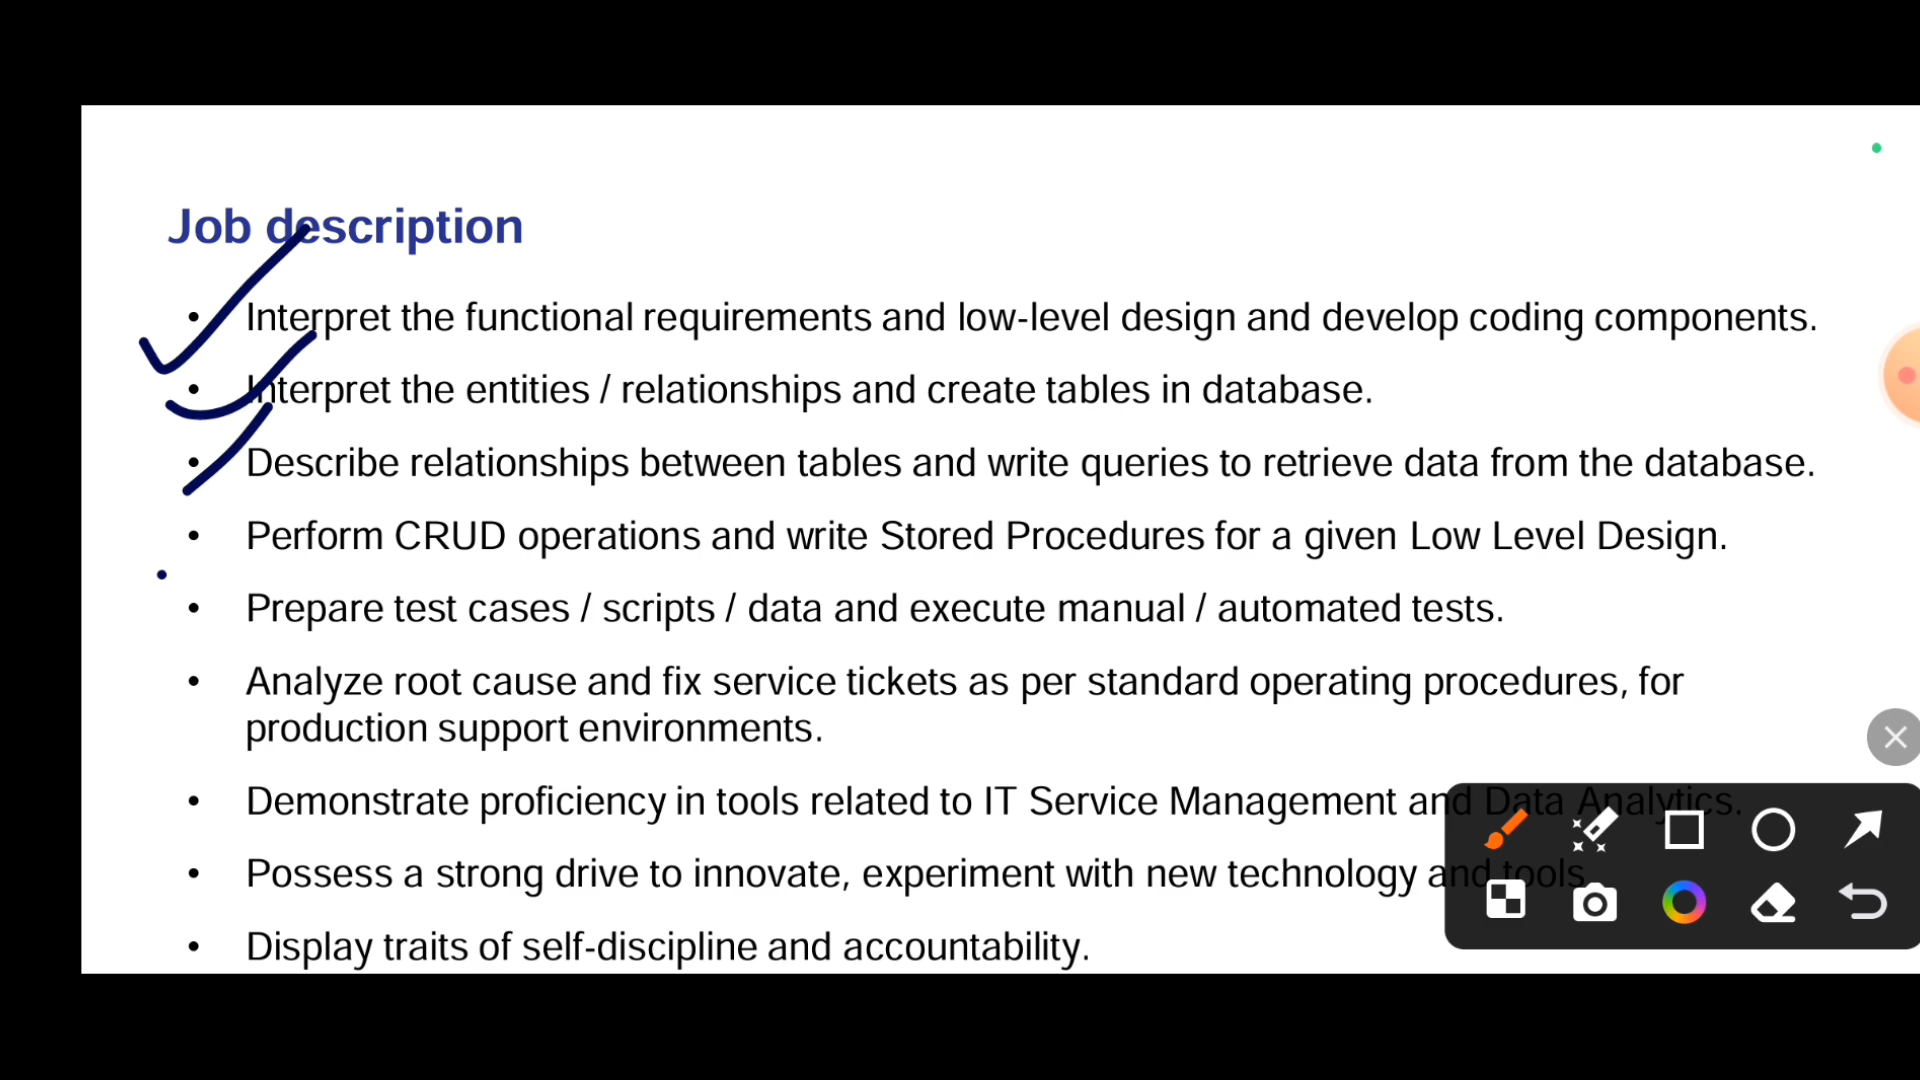 Job description
• Interpret the functional requirements and low-level design and develop coding components.
• Interpret the entities / relationships and create tables in database.
• Describe relationships between tables and write queries to retrieve data from the database.
• Perform CRUD operations and write Stored Procedures for a given Low Level Design.
• Prepare test cases / scripts / data and execute manual / automated tests.
• Analyze root cause and fix service tickets as per standard operating procedures, for
production support environments.
• Demonstrate proficiency in tools related to IT Service Management and Data Analytics.
• Possess a strong drive to innovate, experiment with new technology and tools
• Display traits of self-discipline and accountability.